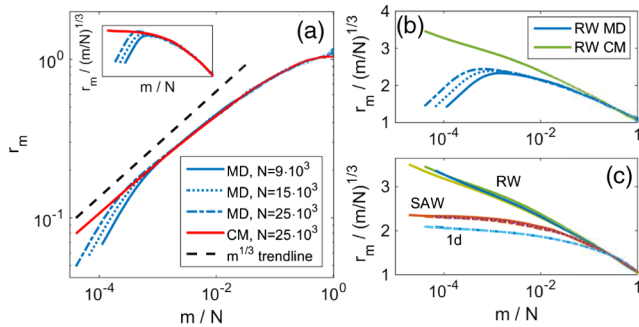 (a)
r_m / (m/N)^{1/3}
m / N
10^0
10^{-1}
r_m
MD, N=9·10^3
MD, N=15·10^3
MD, N=25·10^3
CM, N=25·10^3
m^{1/3} trendline
10^{-4} 10^{-2} 10^0
m / N
(b)
RW MD
RW CM
r_m / (m/N)^{1/3}
4
3
2
1
10^{-4} 10^{-2} 1
m / N
(c)
RW
SAW
1d
r_m / (m/N)^{1/3}
3
2
1
10^{-4} 10^{-2} 1
m / N